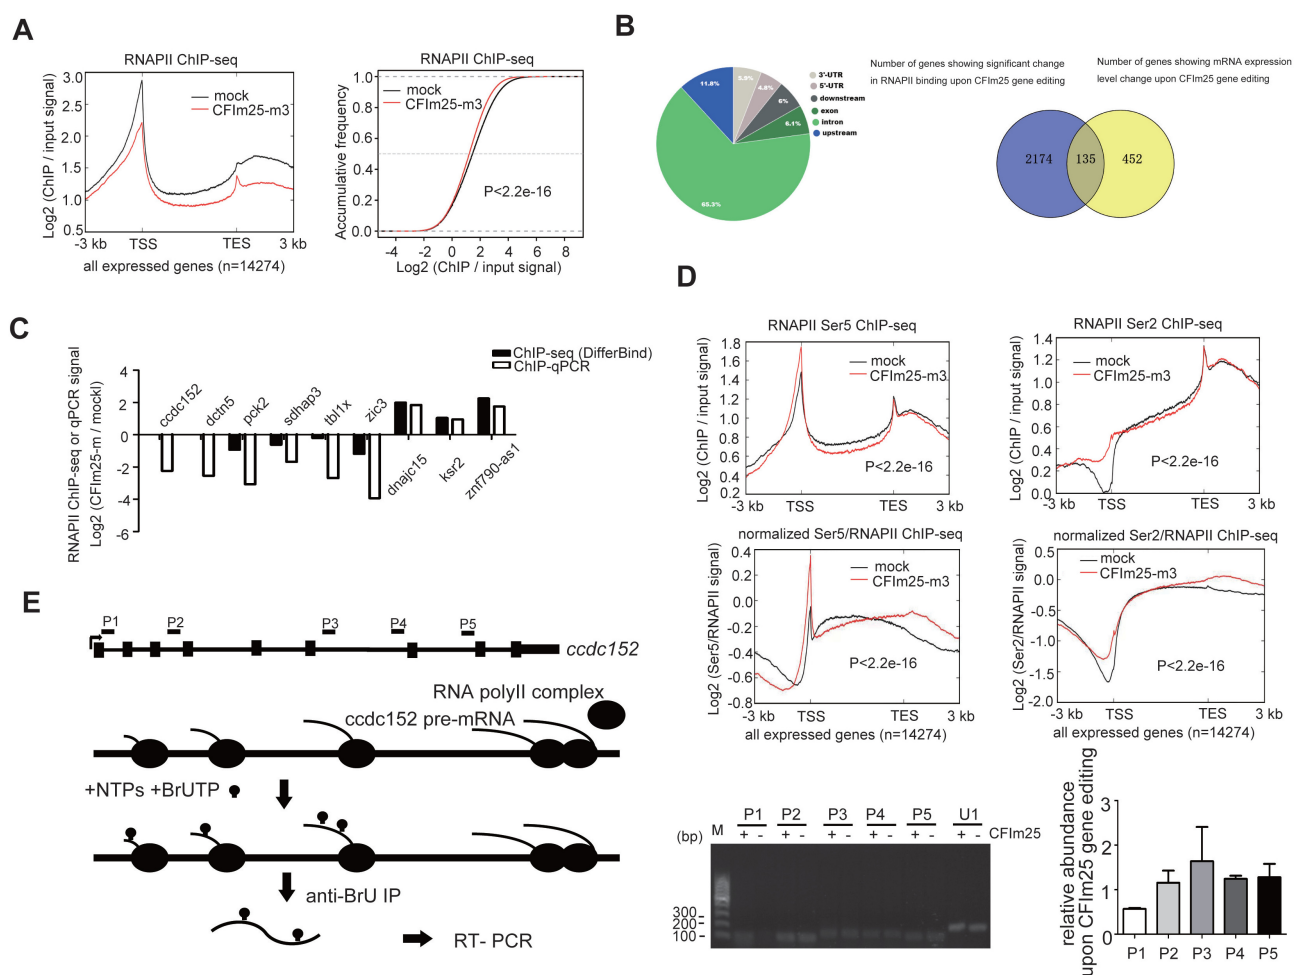 A
RNAPII ChIP-seq
Log2 (ChIP / input signal)
3.0
2.5
2.0
1.5
1.0
0.5
mock
CFIm25-m3
-3 kb
TSS
TES
3 kb
all expressed genes (n=14274)
RNAPII ChIP-seq
Accumulative frequency
1.0
0.8
0.6
0.4
0.2
0.0
mock
CFIm25-m3
P<2.2e-16
-4
-2
0
2
4
6
8
Log2 (ChIP / input signal)
B
11.8%
5.9%
4.8%
6%
6.1%
65.3%
3'-UTR
5'-UTR
downstream
exon
intron
upstream
Number of genes showing significant change
in RNAPII binding upon CFIm25 gene editing
Number of genes showing mRNA expression
level change upon CFIm25 gene editing
2174
135
452
C
RNAPII ChIP-seq or qPCR signal
Log2 (CFIm25-m / mockl)
4
2
0
-2
-4
-6
ChIP-seq (DifferBind)
ChIP-qPCR
ccdc152
dctn5
pck2
sdhap3
tbl1x
zic3
dnajc15
ksr2
znf790-as1
D
RNAPII Ser5 ChIP-seq
Log2 (ChIP / input signal)
1.8
1.6
1.4
1.2
1.0
0.8
0.6
0.4
0.2
mock
CFIm25-m3
P<2.2e-16
-3 kb
TSS
TES
3 kb
RNAPII Ser2 ChIP-seq
Log2 (ChIP / input signal)
1.4
1.2
1.0
0.8
0.6
0.4
0.2
0.0
mock
CFIm25-m3
P<2.2e-16
-3 kb
TSS
TES
3 kb
normalized Ser5/RNAPII ChIP-seq
Log2 (Ser5/RNAPII signal)
0.4
0.2
0.0
-0.2
-0.4
-0.6
-0.8
mock
CFIm25-m3
P<2.2e-16
-3 kb
TSS
TES
3 kb
all expressed genes (n=14274)
normalized Ser2/RNAPII ChIP-seq
Log2 (Ser2/RNAPII signal)
0.5
0.0
-0.5
-1.0
-1.5
-2.0
mock
CFIm25-m3
P<2.2e-16
-3 kb
TSS
TES
3 kb
all expressed genes (n=14274)
E
P1
P2
P3
P4
P5
ccdc152
RNA polyII complex
ccdc152 pre-mRNA
+NTPs +BrUTP
anti-BrU IP
RT- PCR
P1 P2 P3 P4 P5 U1
(bp) M + - + - + - + - + - + - CFIm25
300
200
100
relative abundance
upon CFIm25 gene editing
3
2
1
0
P1 P2 P3 P4 P5